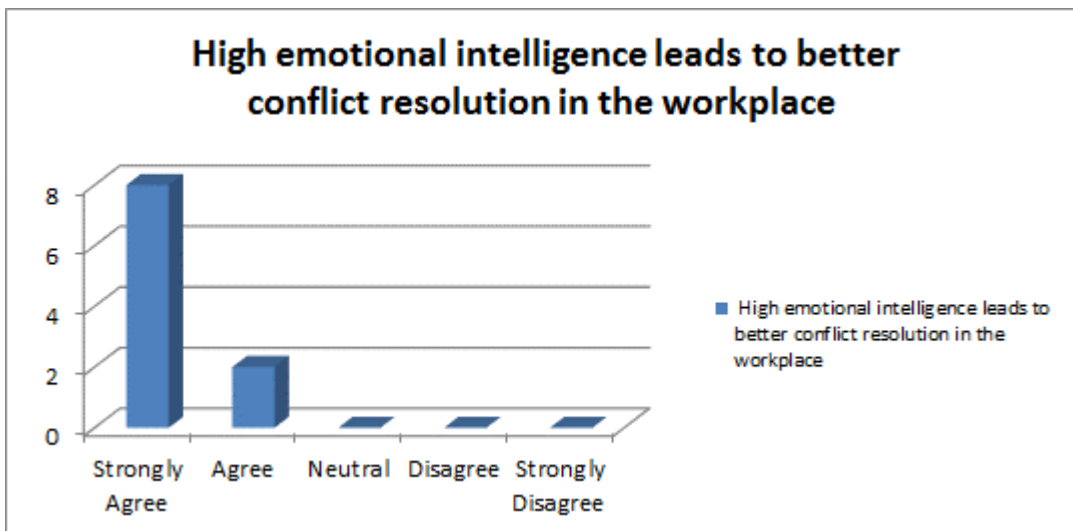 High emotional intelligence leads to better
conflict resolution in the workplace
8
6
4
2
0
Strongly Agree
Agree
Neutral
Disagree
Strongly Disagree
High emotional intelligence leads to
better conflict resolution in the
workplace